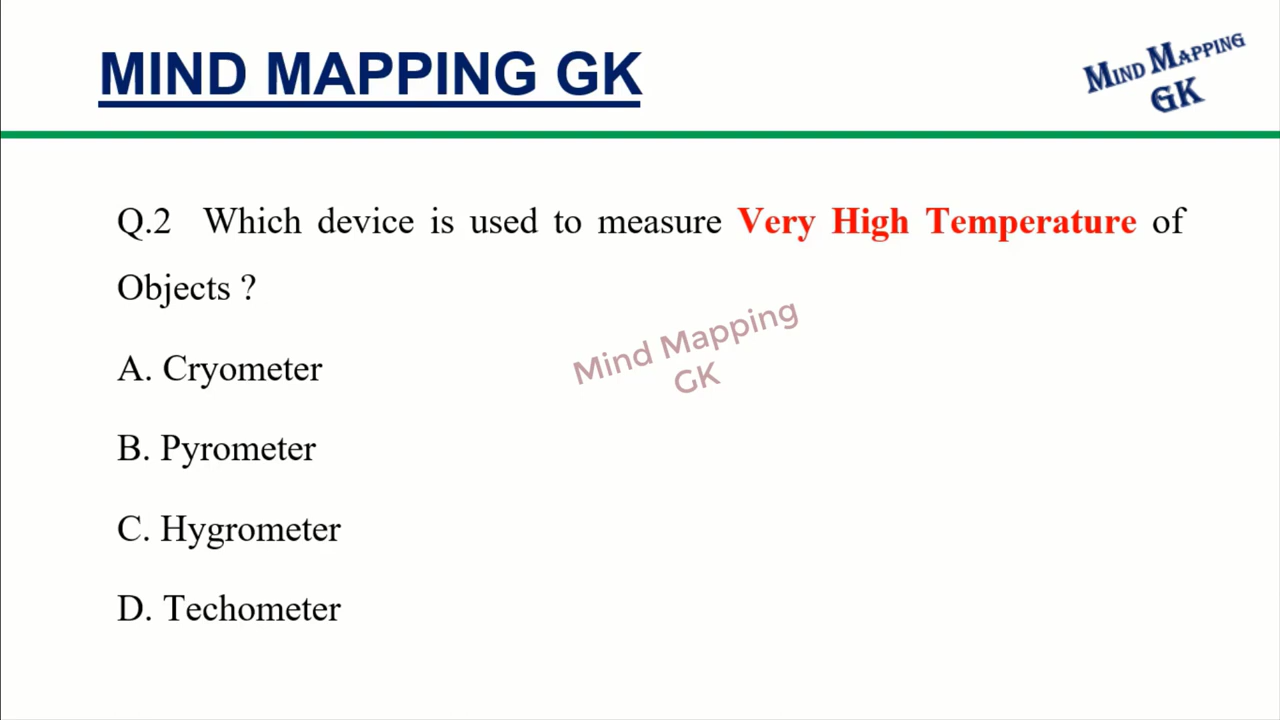 MIND MAPPING GK
MIND MAPPING
GK
Q.2 Which device is used to measure Very High Temperature of
Objects ?
Mind Mapping
GK
A. Cryometer
B. Pyrometer
C. Hygrometer
D. Techometer